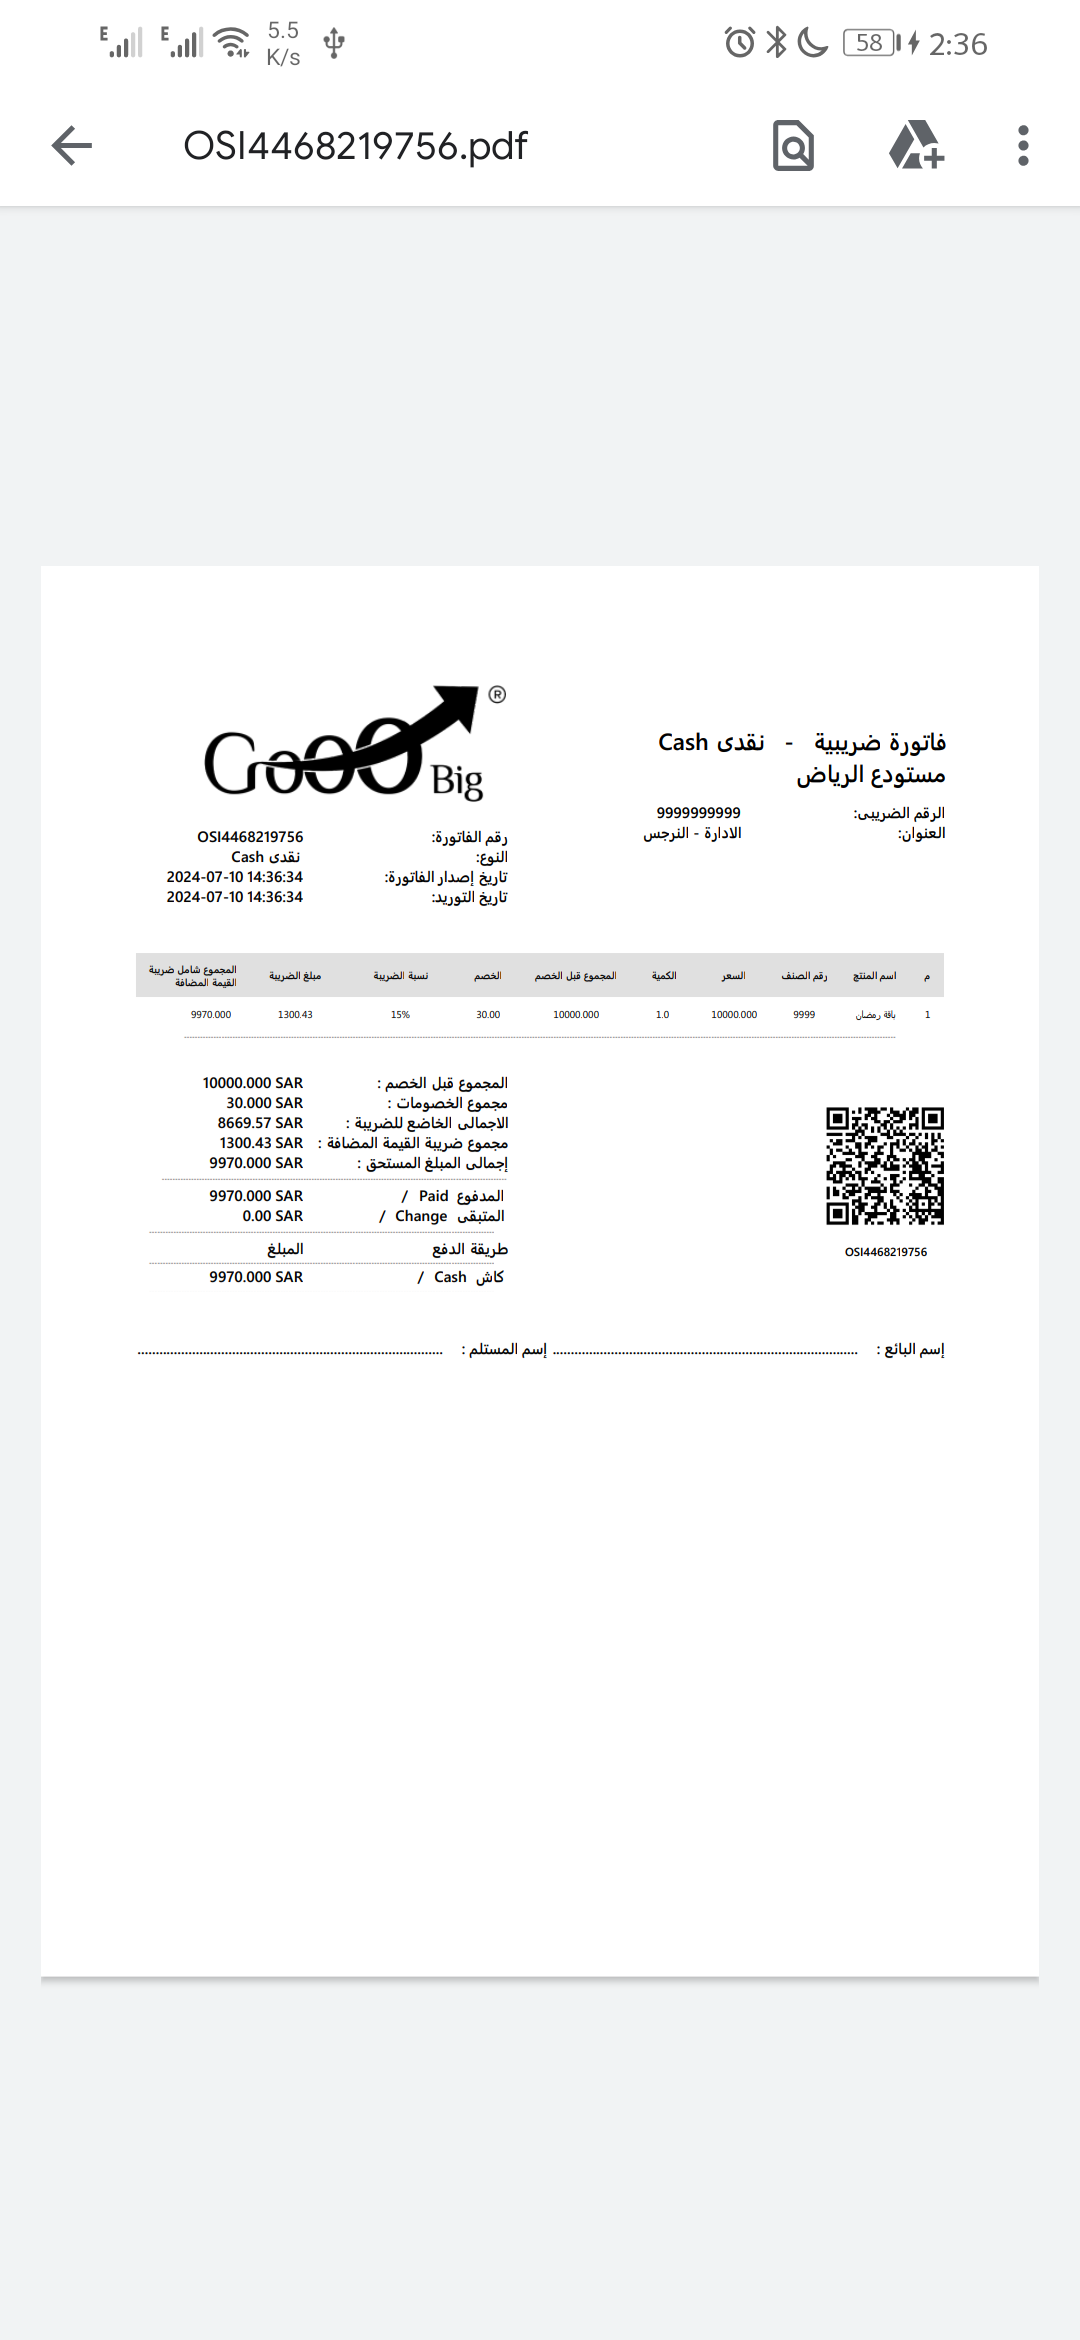 E E 5.5 K/s 58 2:36
OSI4468219756.pdf
GoOO Big ®
فاتورة ضريبية - نقدى Cash
مستودع الرياض
الرقم الضريبى: 9999999999
العنوان: الادارة - النرجس
رقم الفاتورة: OSI4468219756
النوع: نقدى Cash
تاريخ إصدار الفاتورة: 2024-07-10 14:36:34
تاريخ التوريد: 2024-07-10 14:36:34
م اسم المنتج رقم الصنف السعر الكمية المجموع قبل الخصم الخصم نسبة الضريبة مبلغ الضريبة المجموع شامل ضريبة القيمة المضافة
1 باقة رمضان 9999 10000.000 1.0 10000.000 30.00 15% 1300.43 9970.000
المجموع قبل الخصم : 10000.000 SAR
مجموع الخصومات : 30.000 SAR
الاجمالى الخاضع للضريبة : 8669.57 SAR
مجموع ضريبة القيمة المضافة : 1300.43 SAR
إجمالى المبلغ المستحق : 9970.000 SAR
المدفوع Paid / 9970.000 SAR
المتبقى Change / 0.00 SAR
طريقة الدفع المبلغ
كاش Cash / 9970.000 SAR
OSI4468219756
إسم البائع : إسم المستلم :